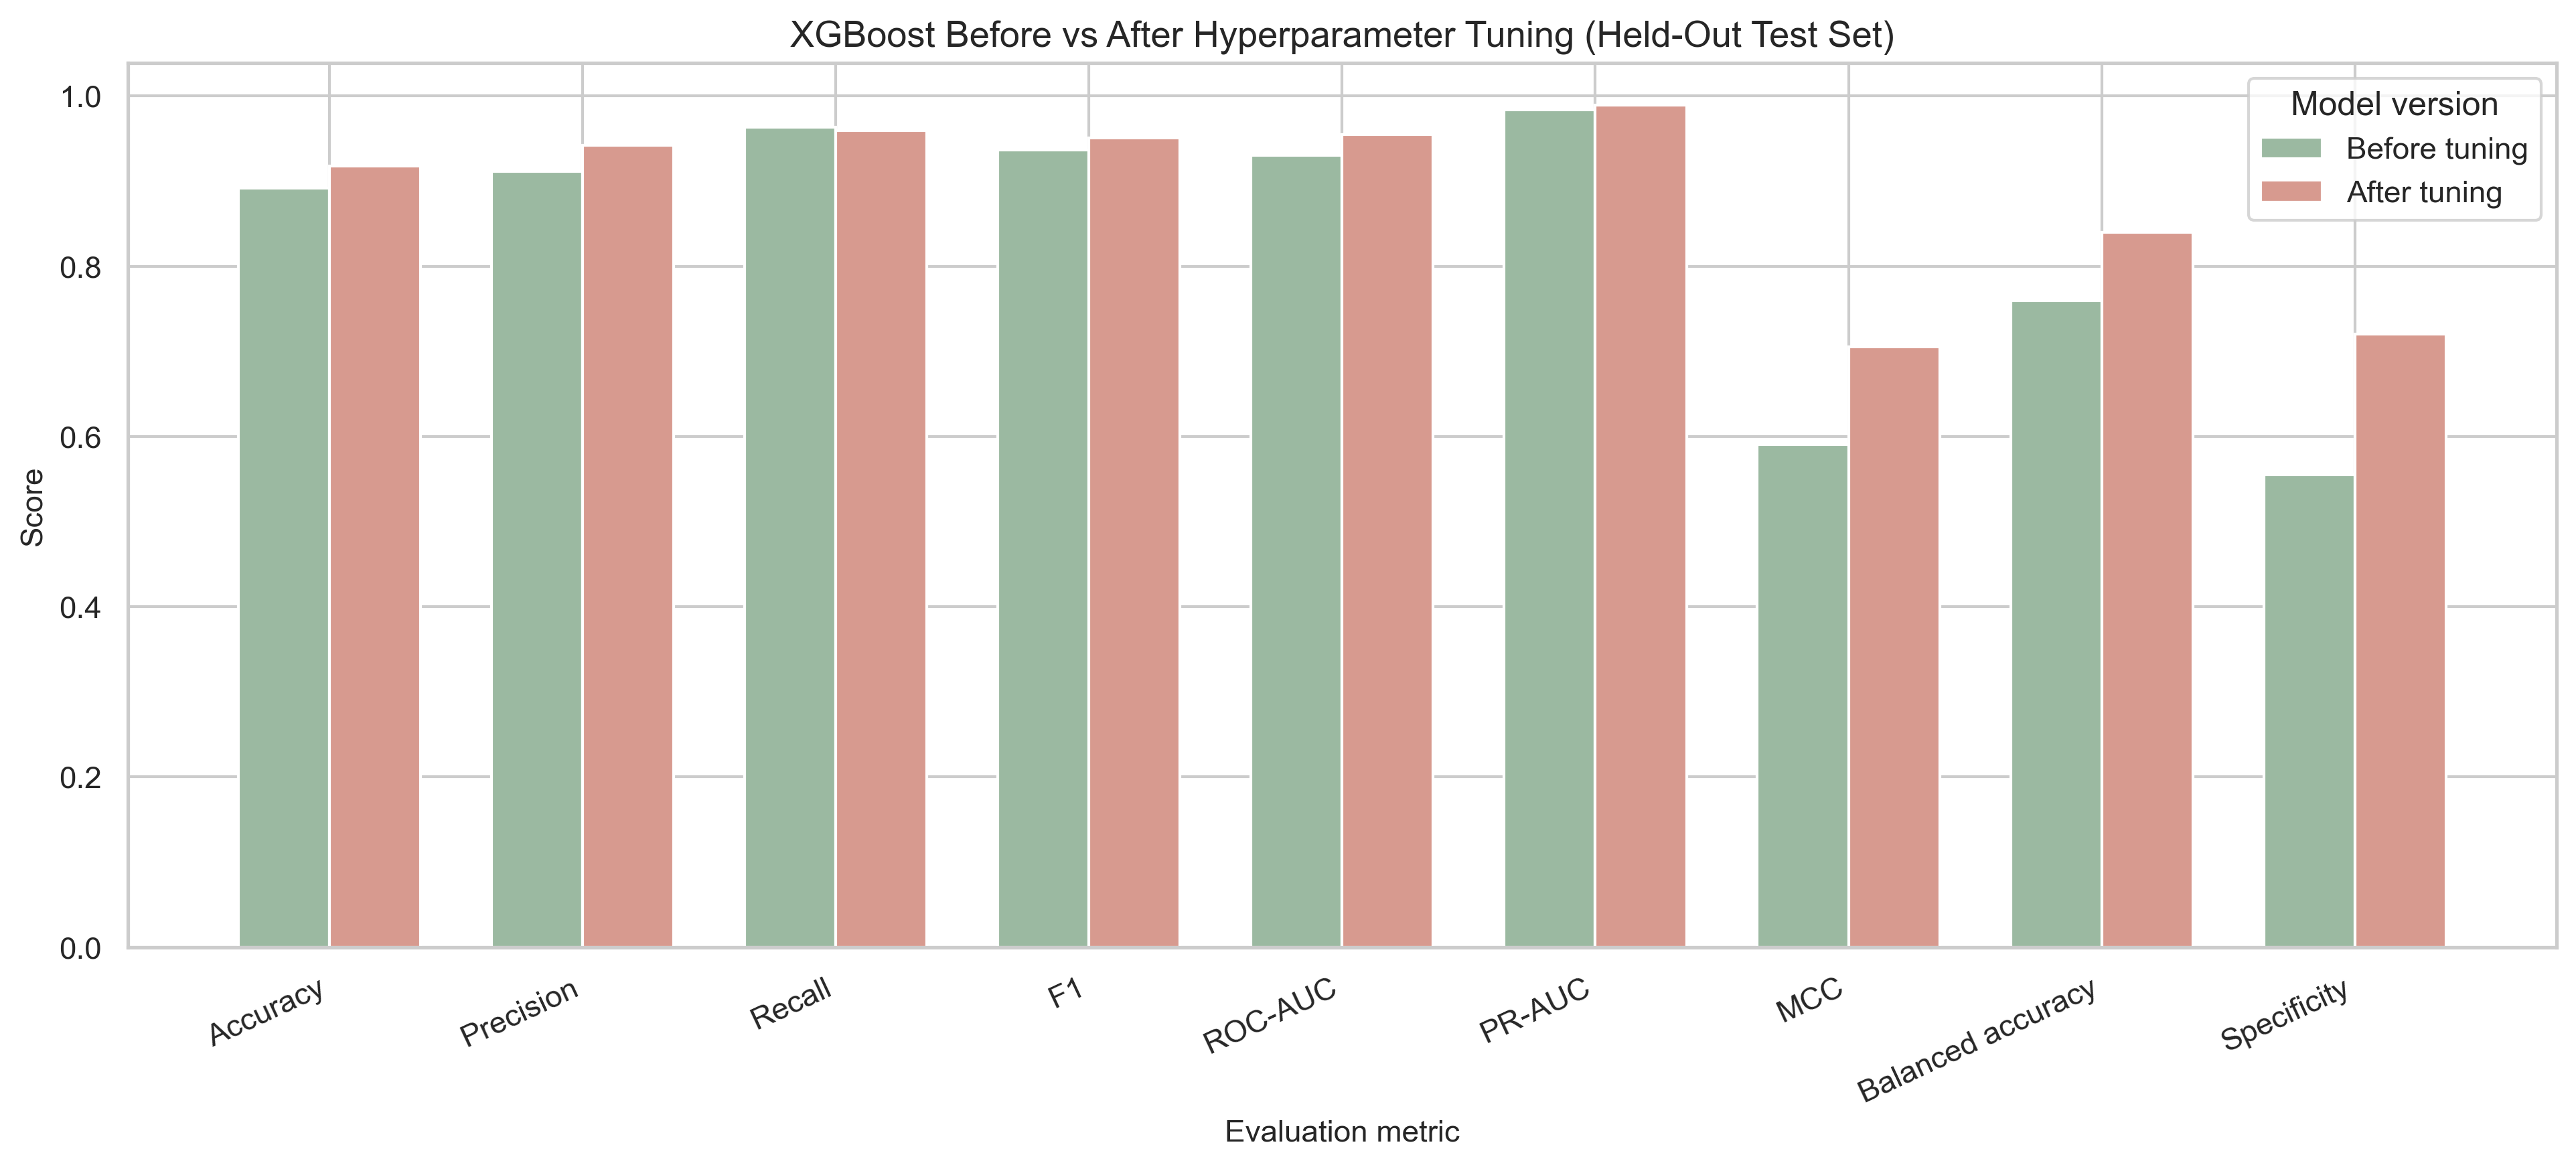 XGBoost Before vs After Hyperparameter Tuning (Held-Out Test Set)
Model version
Before tuning
After tuning
Score
1.0
0.8
0.6
0.4
0.2
0.0
Accuracy
Precision
Recall
F1
ROC-AUC
PR-AUC
MCC
Balanced accuracy
Specificity
Evaluation metric